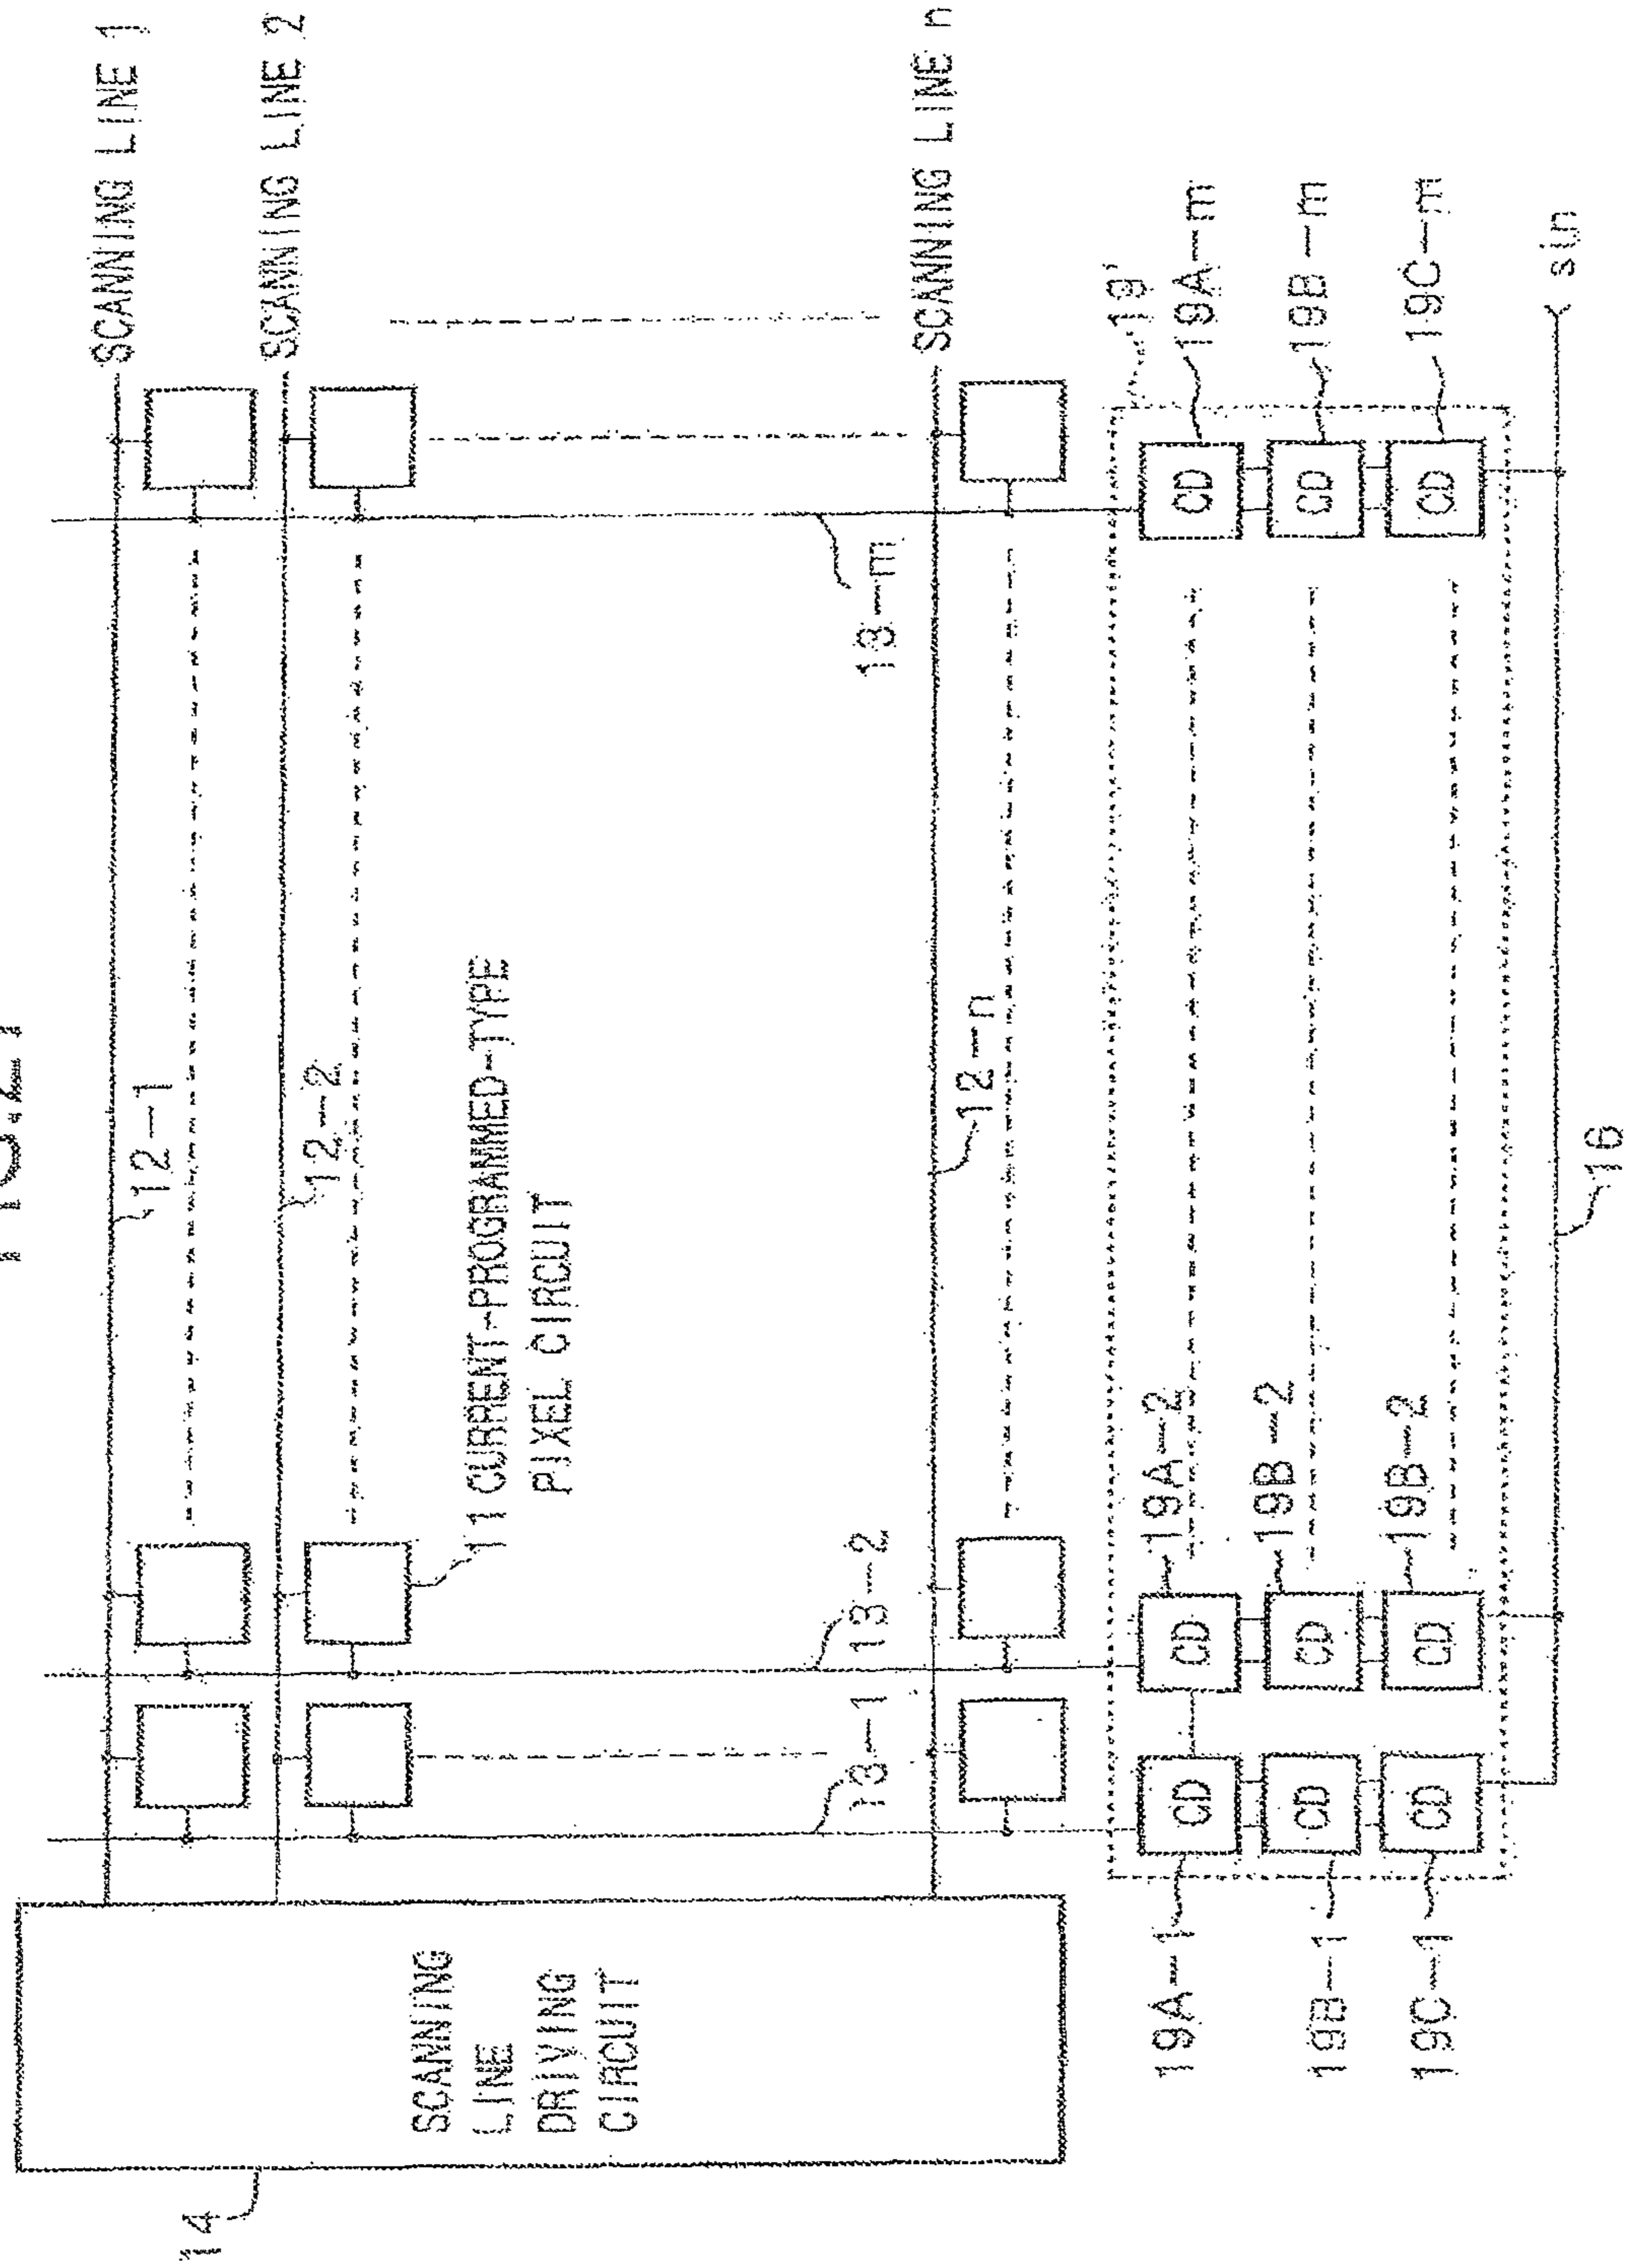 FIG.21
SCANNING LINE 1
SCANNING LINE 2
SCANNING LINE n
12-1
12-2
12-n
11 CURRENT-PROGRAMMED-TYPE
PIXEL CIRCUIT
13-1
13-2
13-m
14
SCANNING
LINE
DRIVING
CIRCUIT
19'
CD
CD
CD
CD
CD
CD
CD
CD
CD
19A-1
19B-1
19C-1
19A-2
19B-2
19B-2
19A-m
19B-m
19C-m
16
sin